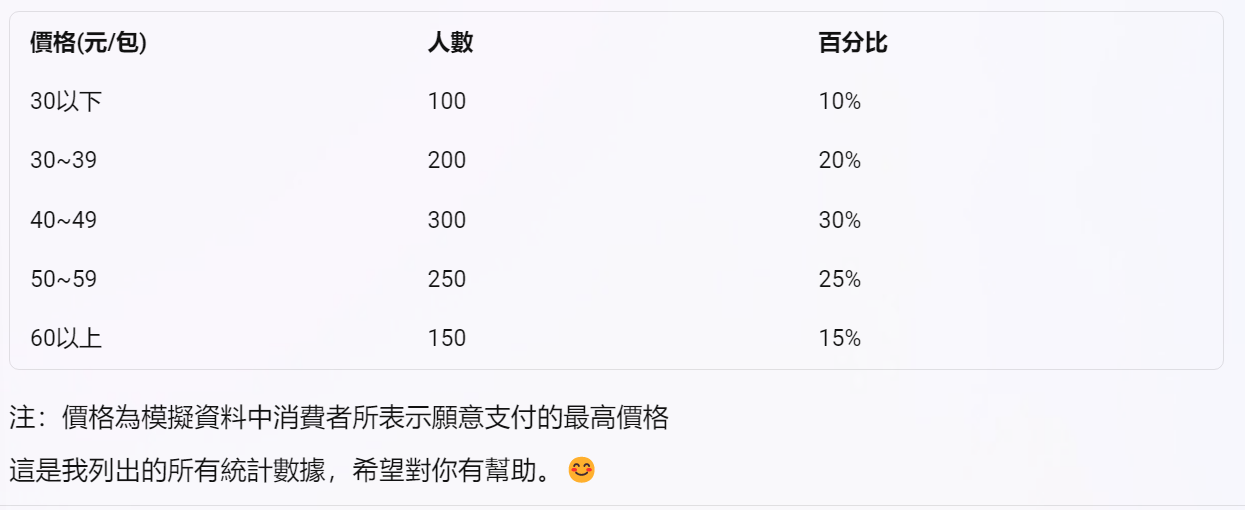 價格(元/包) 人數 百分比
30以下 100 10%
30~39 200 20%
40~49 300 30%
50~59 250 25%
60以上 150 15%
注：價格為模擬資料中消費者所表示願意支付的最高價格
這是我列出的所有統計數據，希望對你有幫助。😊